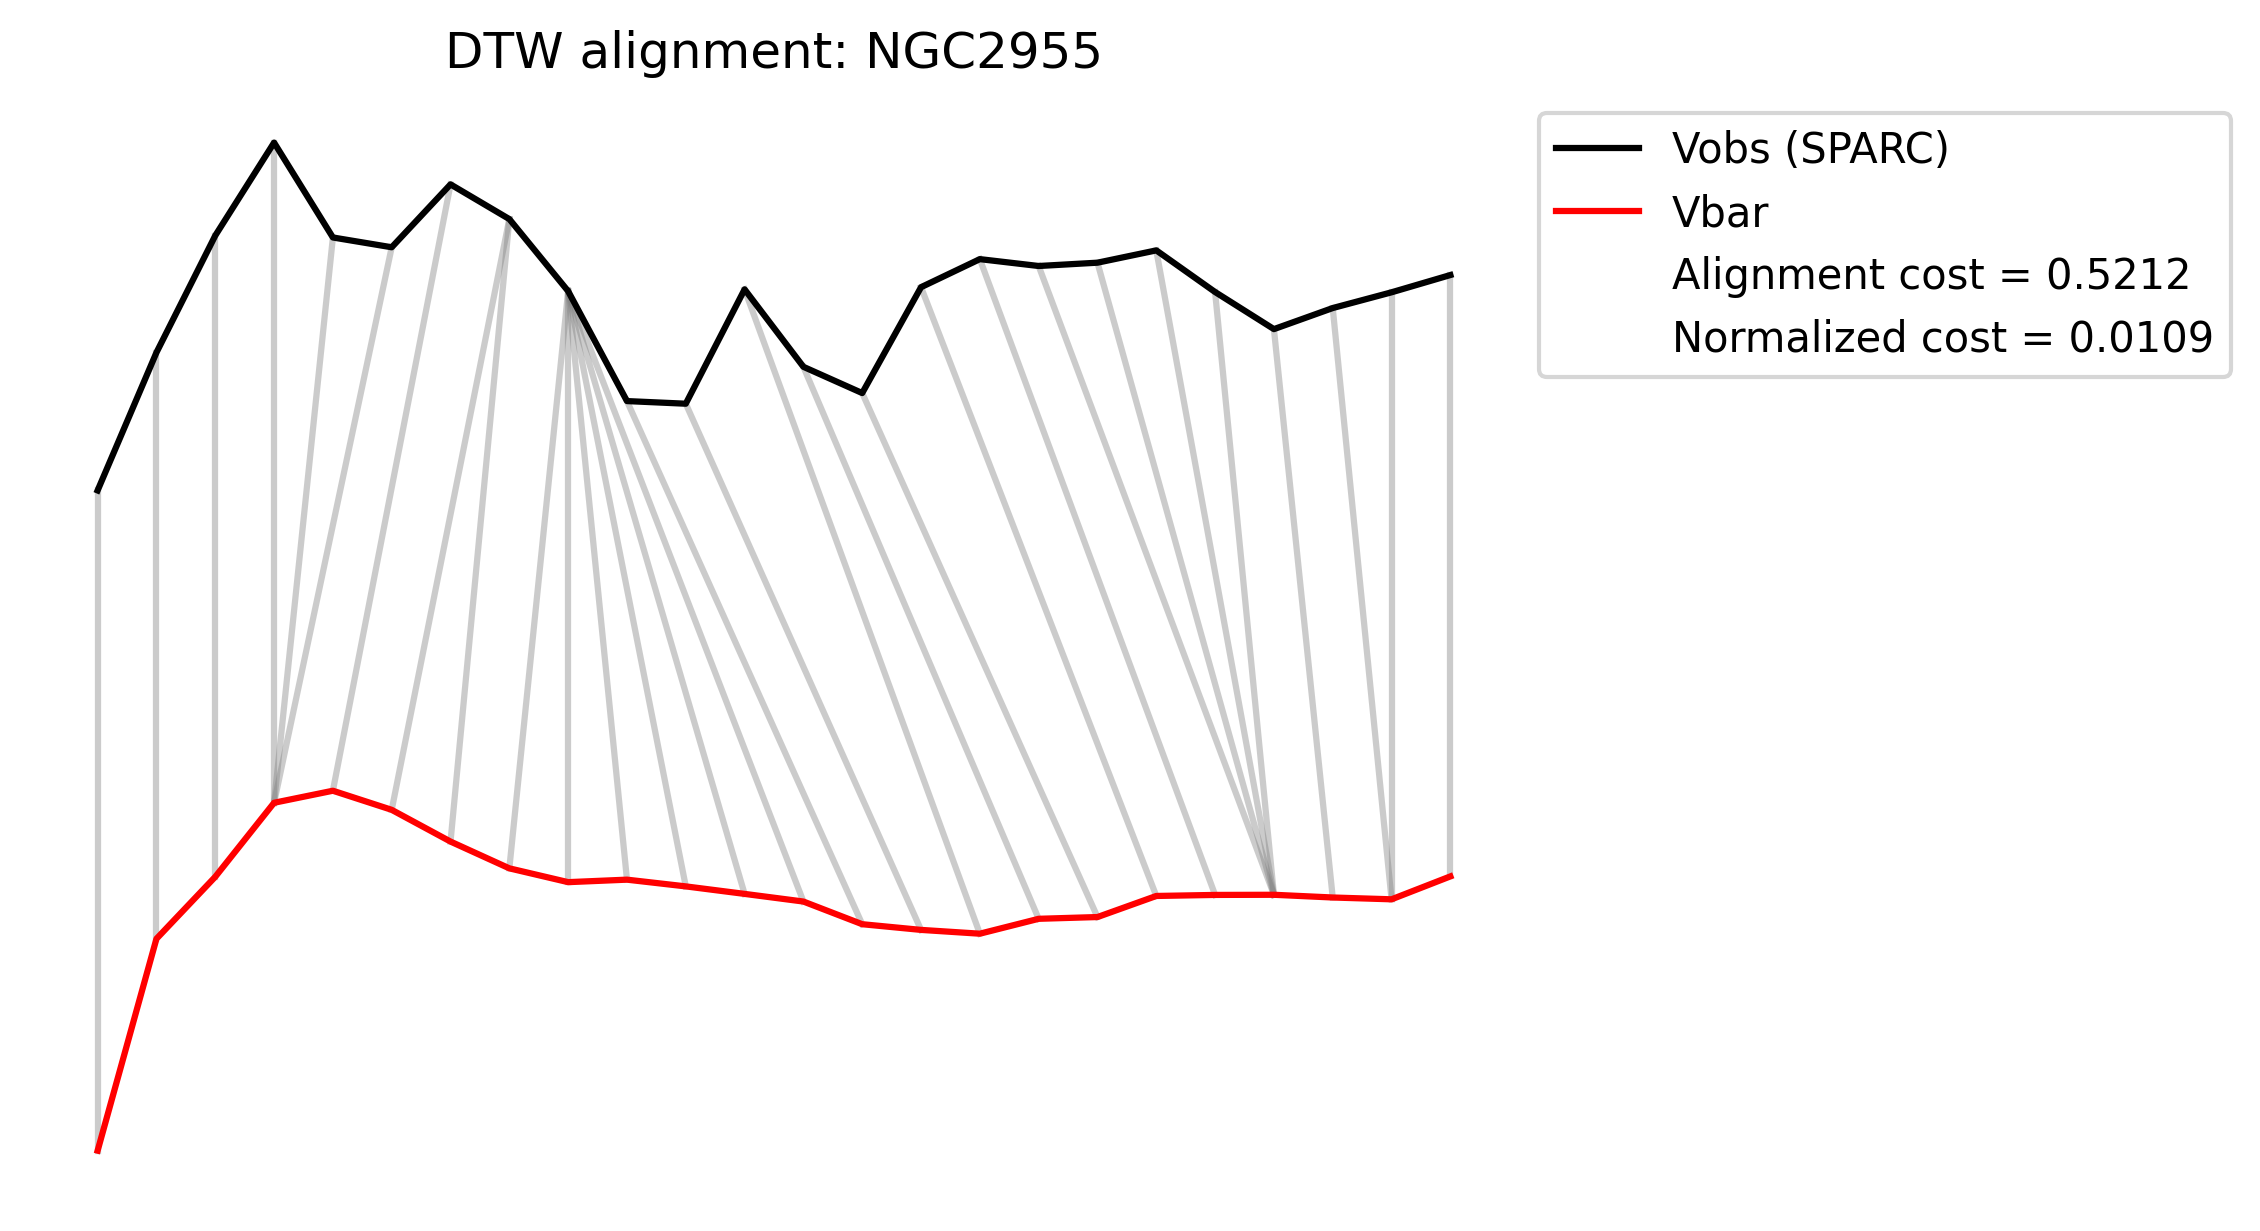 DTW alignment: NGC2955
Vobs (SPARC)
Vbar
Alignment cost = 0.5212
Normalized cost = 0.0109